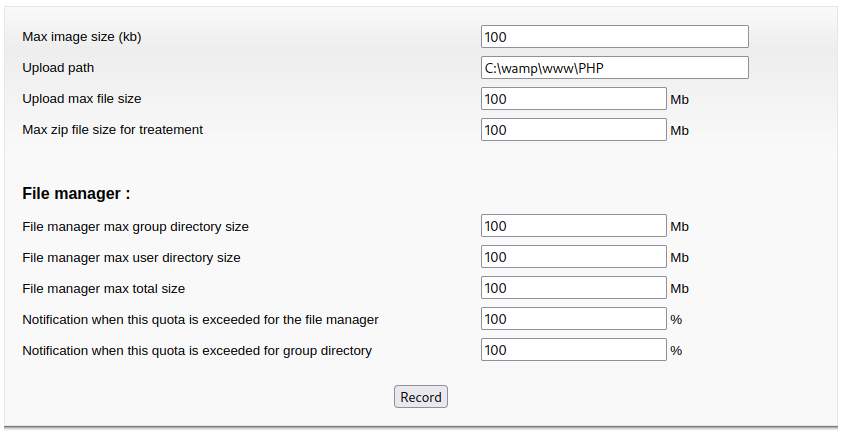 Max image size (kb) 100
Upload path C:\wamp\www\PHP
Upload max file size 100 Mb
Max zip file size for treatement 100 Mb
File manager :
File manager max group directory size 100 Mb
File manager max user directory size 100 Mb
File manager max total size 100 Mb
Notification when this quota is exceeded for the file manager 100 %
Notification when this quota is exceeded for group directory 100 %
Record